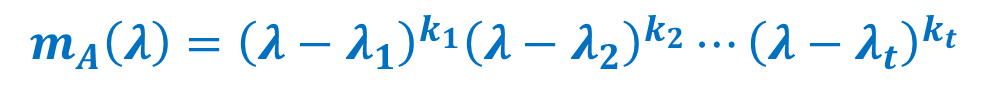 m_A(λ) = (λ − λ_1)^{k_1}(λ − λ_2)^{k_2} ⋯ (λ − λ_t)^{k_t}